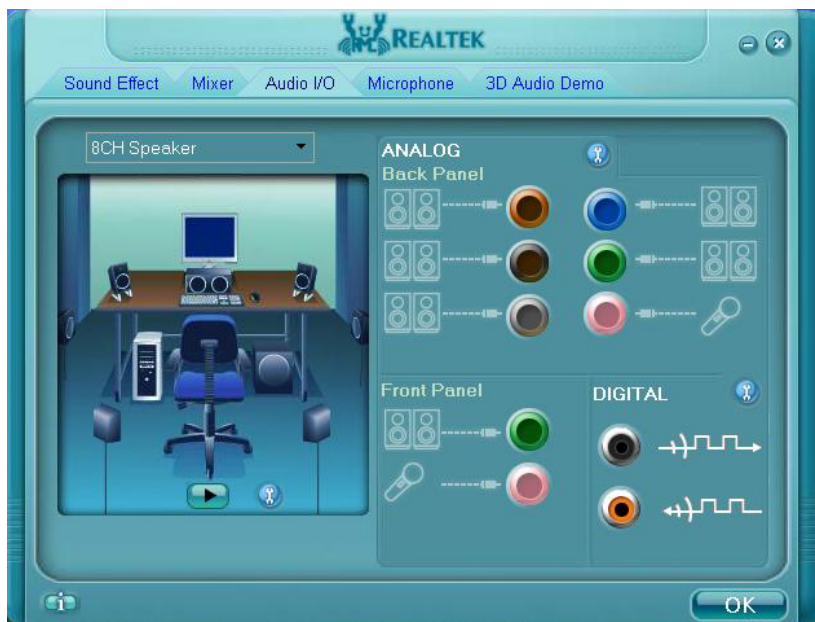 REALTEK
Sound Effect Mixer Audio I/O Microphone 3D Audio Demo
8CH Speaker
ANALOG
Back Panel
Front Panel
DIGITAL
i
OK